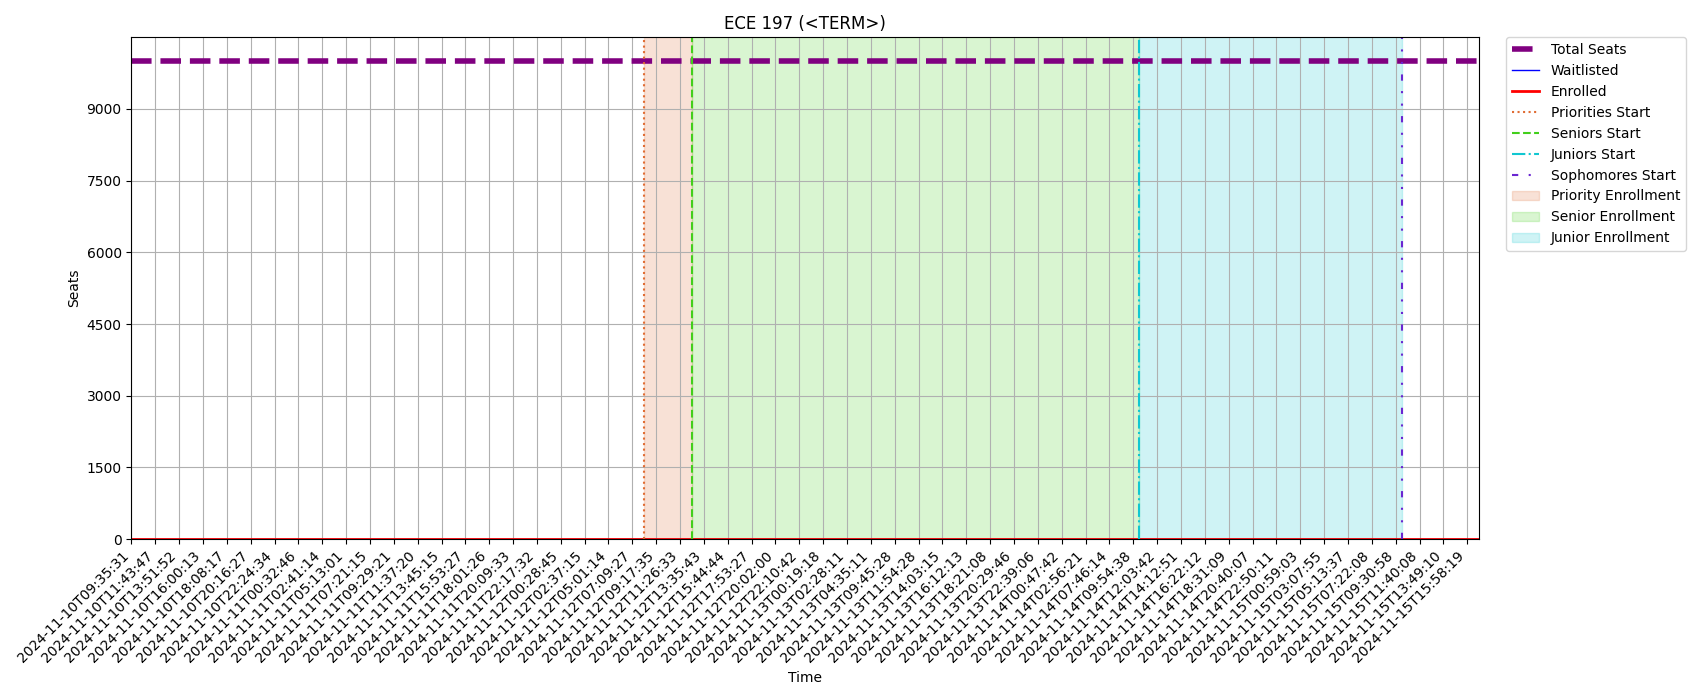 ECE 197 (<TERM>)
Total Seats
Waitlisted
Enrolled
Priorities Start
Seniors Start
Juniors Start
Sophomores Start
Priority Enrollment
Senior Enrollment
Junior Enrollment
Seats
9000
7500
6000
4500
3000
1500
0
2024-11-10T09:35:31
2024-11-10T11:43:47
2024-11-10T13:51:52
2024-11-10T16:00:13
2024-11-10T18:08:17
2024-11-10T20:16:27
2024-11-10T22:24:34
2024-11-11T00:32:46
2024-11-11T02:41:14
2024-11-11T05:13:01
2024-11-11T07:21:15
2024-11-11T09:29:21
2024-11-11T11:37:20
2024-11-11T13:45:15
2024-11-11T15:53:27
2024-11-11T18:01:26
2024-11-11T20:09:33
2024-11-11T22:17:32
2024-11-12T00:28:45
2024-11-12T02:37:15
2024-11-12T05:01:14
2024-11-12T07:09:27
2024-11-12T09:17:35
2024-11-12T11:26:33
2024-11-12T13:35:43
2024-11-12T15:44:44
2024-11-12T17:53:27
2024-11-12T20:02:00
2024-11-12T22:10:42
2024-11-13T00:19:18
2024-11-13T02:28:11
2024-11-13T04:35:11
2024-11-13T09:45:28
2024-11-13T11:54:28
2024-11-13T14:03:15
2024-11-13T16:12:13
2024-11-13T18:21:08
2024-11-13T20:29:46
2024-11-13T22:39:06
2024-11-14T00:47:42
2024-11-14T02:56:21
2024-11-14T07:46:14
2024-11-14T09:54:38
2024-11-14T12:03:42
2024-11-14T14:12:51
2024-11-14T16:22:12
2024-11-14T18:31:09
2024-11-14T20:40:07
2024-11-14T22:50:11
2024-11-15T00:59:03
2024-11-15T03:07:55
2024-11-15T05:13:37
2024-11-15T07:22:08
2024-11-15T09:30:58
2024-11-15T11:40:08
2024-11-15T13:49:10
2024-11-15T15:58:19
Time